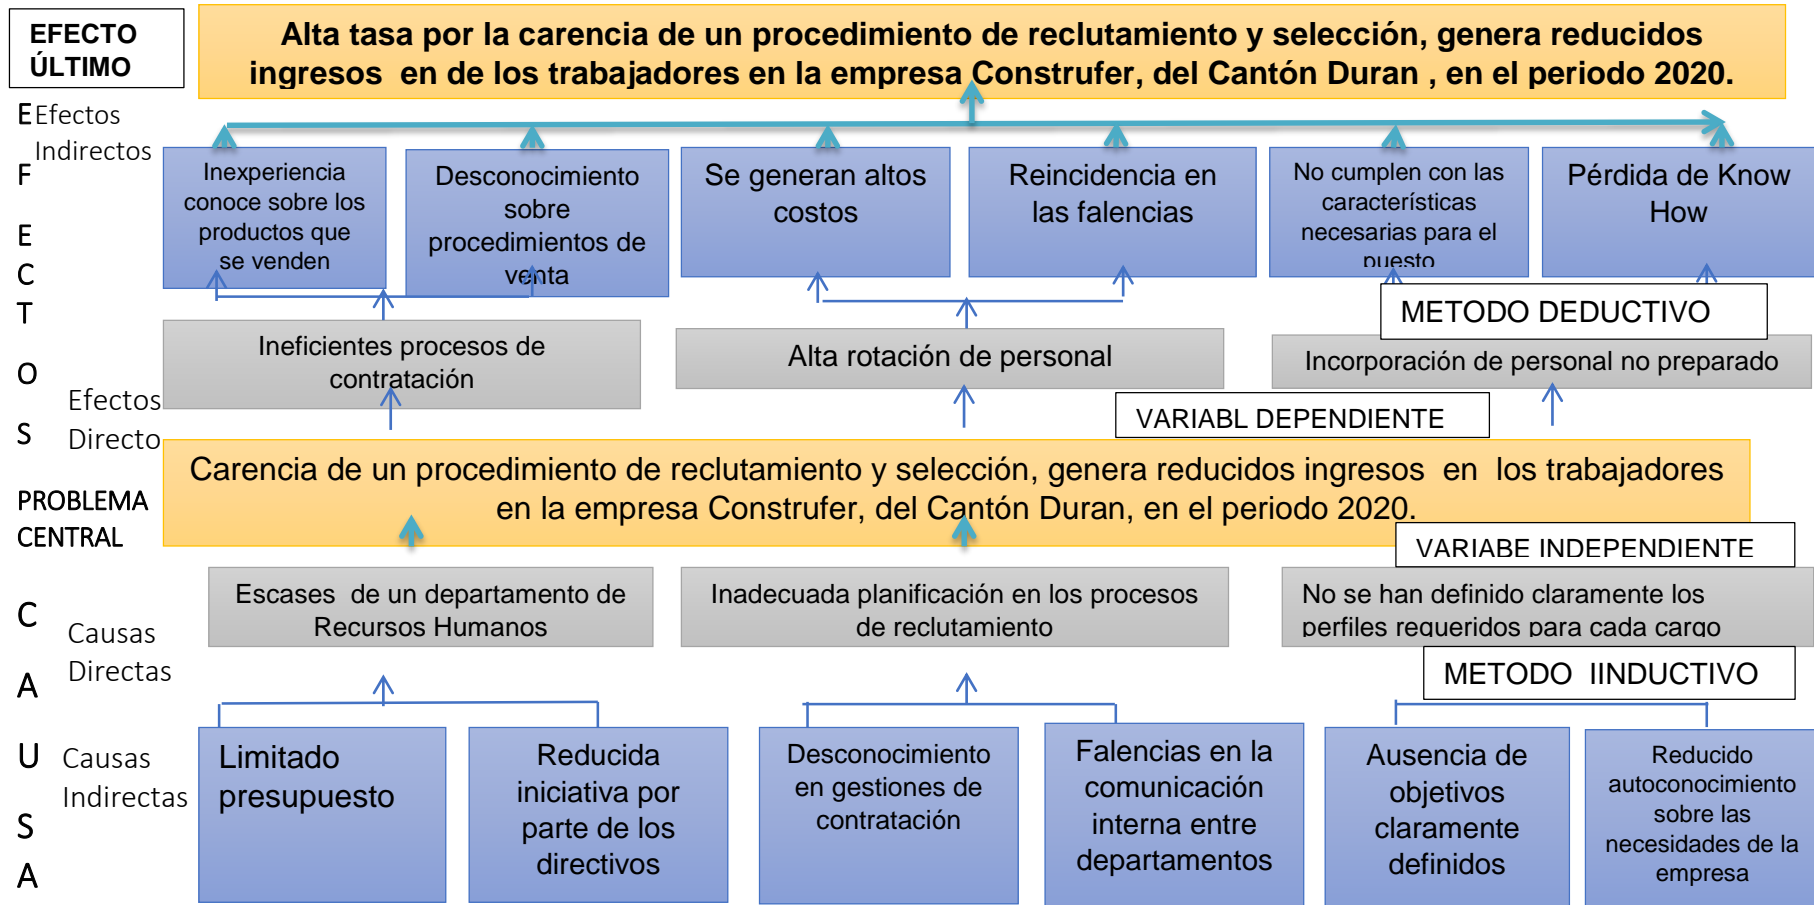 EFECTO
ÚLTIMO
Alta tasa por la carencia de un procedimiento de reclutamiento y selección, genera reducidos
ingresos en de los trabajadores en la empresa Construfer, del Cantón Duran , en el periodo 2020.
E
F
E
C
T
O
S
Efectos
Indirectos
Inexperiencia
conoce sobre los
productos que
se venden
Desconocimiento
sobre
procedimientos de
venta
Se generan altos
costos
Reincidencia en
las falencias
No cumplen con las
características
necesarias para el
puesto
Pérdida de Know
How
METODO DEDUCTIVO
Efectos
Directo
Ineficientes procesos de
contratación
Alta rotación de personal
Incorporación de personal no preparado
VARIABL DEPENDIENTE
PROBLEMA
CENTRAL
Carencia de un procedimiento de reclutamiento y selección, genera reducidos ingresos en los trabajadores
en la empresa Construfer, del Cantón Duran, en el periodo 2020.
VARIABE INDEPENDIENTE
C
A
U
S
A
Causas
Directas
Escases de un departamento de
Recursos Humanos
Inadecuada planificación en los procesos
de reclutamiento
No se han definido claramente los
perfiles requeridos para cada cargo
METODO IINDUCTIVO
Causas
Indirectas
Limitado
presupuesto
Reducida
iniciativa por
parte de los
directivos
Desconocimiento
en gestiones de
contratación
Falencias en la
comunicación
interna entre
departamentos
Ausencia de
objetivos
claramente
definidos
Reducido
autoconocimiento
sobre las
necesidades de la
empresa